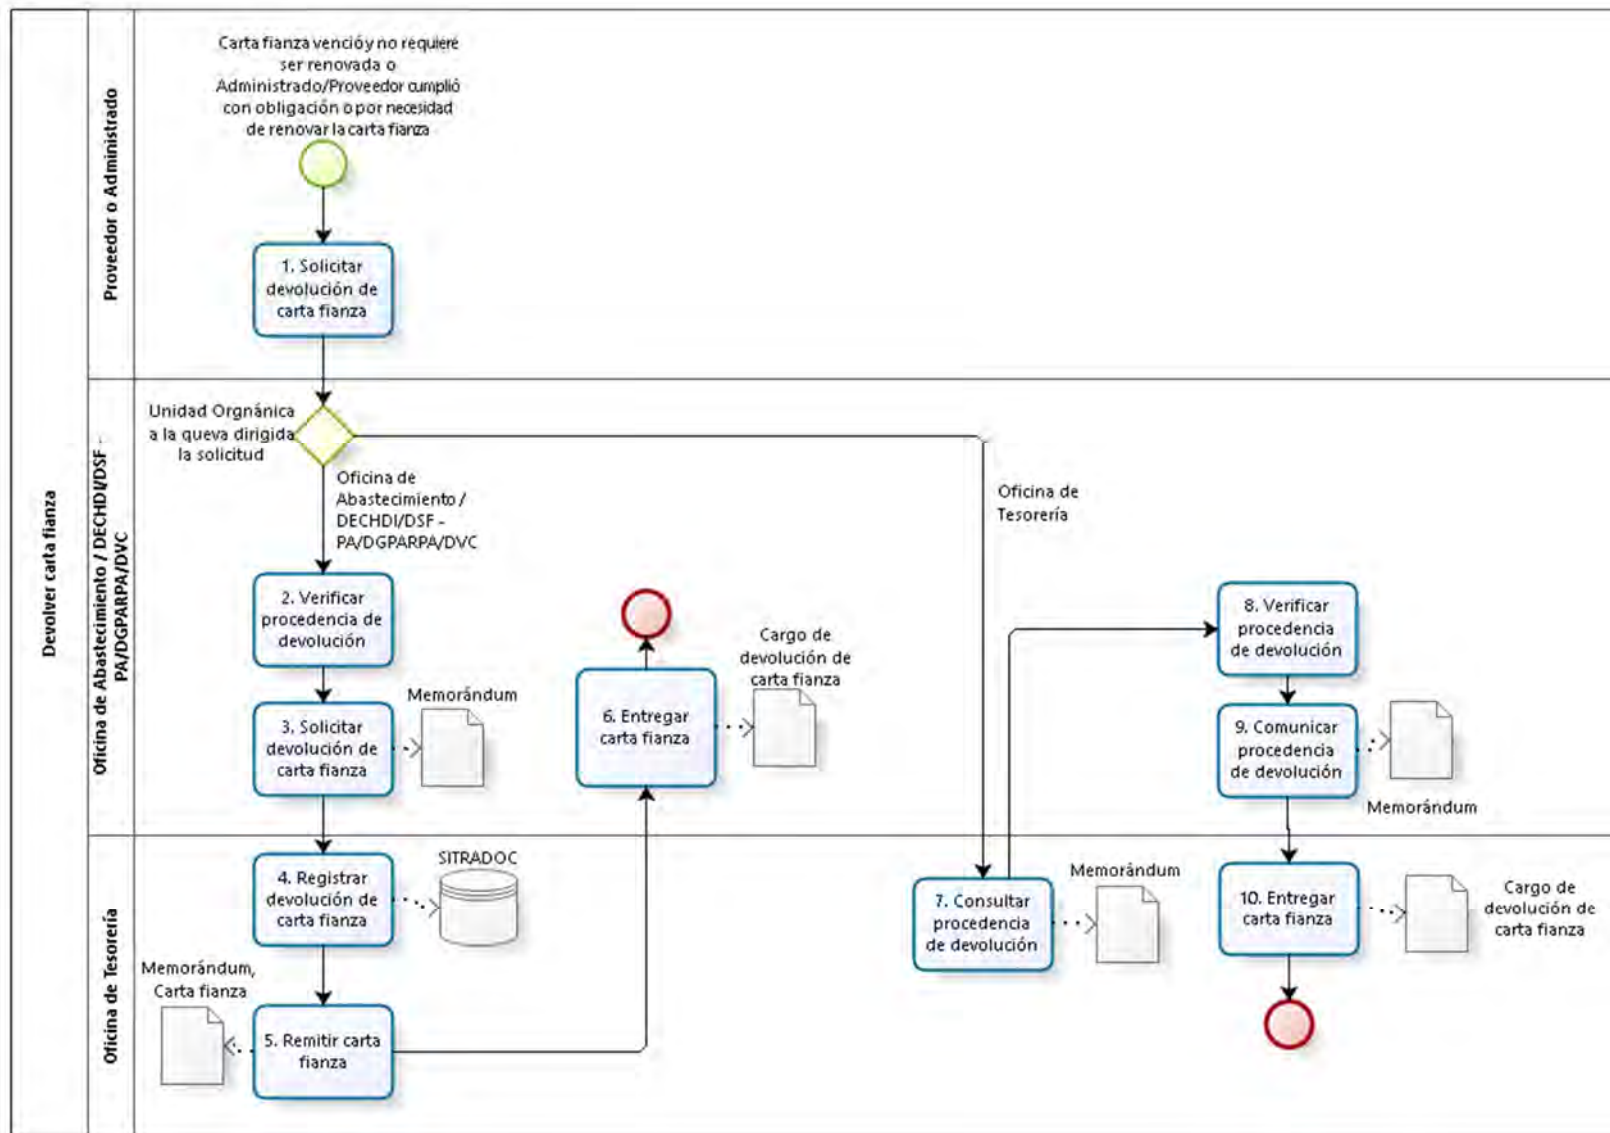 Devolver carta fianza
Proveedor o Administrado
Carta fianza venció y no requiere
ser renovada o
Administrado/Proveedor cumplió
con obligación o por necesidad
de renovar la carta fianza
1. Solicitar
devolución de
carta fianza
Oficina de Abastecimiento / DECHDI/DSF -
PA/DGPARPA/DVC
Unidad Orgnánica
a la que va dirigida
la solicitud
Oficina de
Abastecimiento /
DECHDI/DSF -
PA/DGPARPA/DVC
Oficina de
Tesorería
2. Verificar
procedencia de
devolución
3. Solicitar
devolución de
carta fianza
Memorándum
6. Entregar
carta fianza
Cargo de
devolución de
carta fianza
8. Verificar
procedencia
de devolución
9. Comunicar
procedencia
de devolución
Memorándum
Oficina de Tesorería
4. Registrar
devolución de
carta fianza
SITRADOC
Memorándum,
Carta fianza
5. Remitir carta
fianza
7. Consultar
procedencia
de devolución
Memorándum
10. Entregar
carta fianza
Cargo de
devolución de
carta fianza